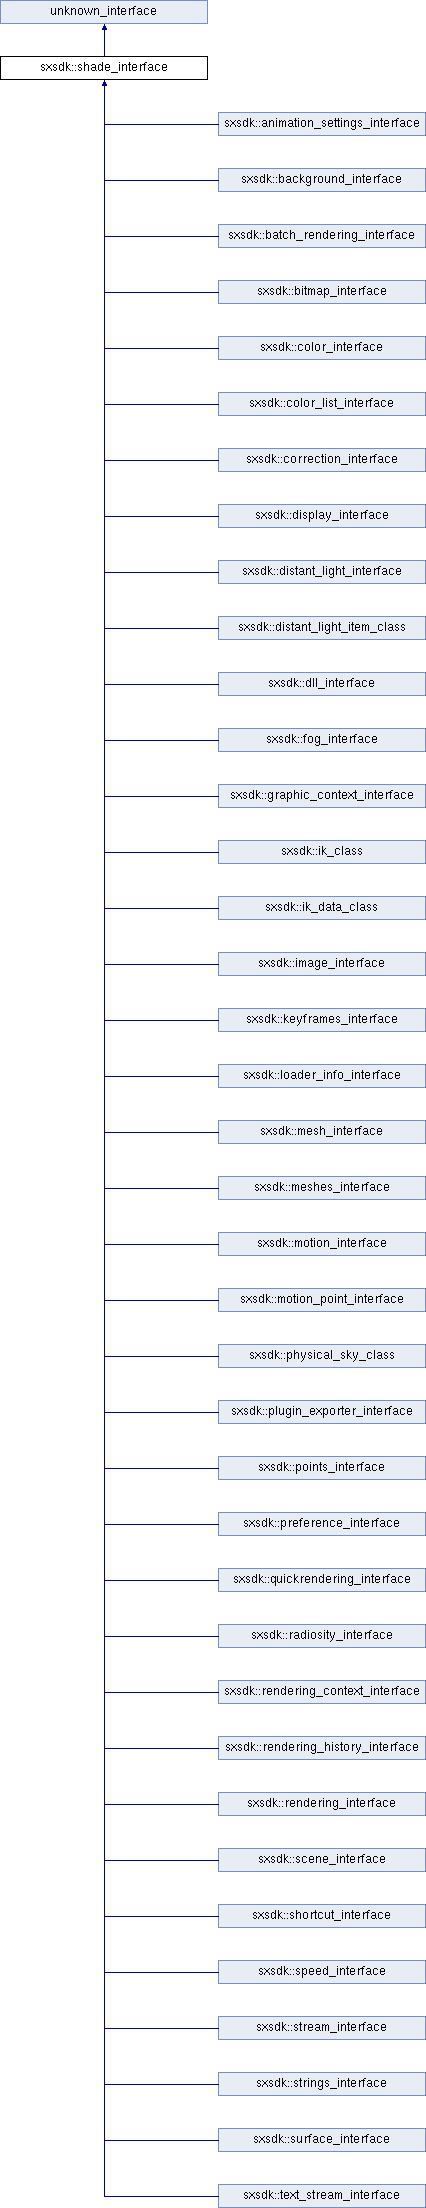 unknown_interface
sxsdk::shade_interface
sxsdk::animation_settings_interface
sxsdk::background_interface
sxsdk::batch_rendering_interface
sxsdk::bitmap_interface
sxsdk::color_interface
sxsdk::color_list_interface
sxsdk::correction_interface
sxsdk::display_interface
sxsdk::distant_light_interface
sxsdk::distant_light_item_class
sxsdk::dll_interface
sxsdk::fog_interface
sxsdk::graphic_context_interface
sxsdk::ik_class
sxsdk::ik_data_class
sxsdk::image_interface
sxsdk::keyframes_interface
sxsdk::loader_info_interface
sxsdk::mesh_interface
sxsdk::meshes_interface
sxsdk::motion_interface
sxsdk::motion_point_interface
sxsdk::physical_sky_class
sxsdk::plugin_exporter_interface
sxsdk::points_interface
sxsdk::preference_interface
sxsdk::quickrendering_interface
sxsdk::radiosity_interface
sxsdk::rendering_context_interface
sxsdk::rendering_history_interface
sxsdk::rendering_interface
sxsdk::scene_interface
sxsdk::shortcut_interface
sxsdk::speed_interface
sxsdk::stream_interface
sxsdk::strings_interface
sxsdk::surface_interface
sxsdk::text_stream_interface